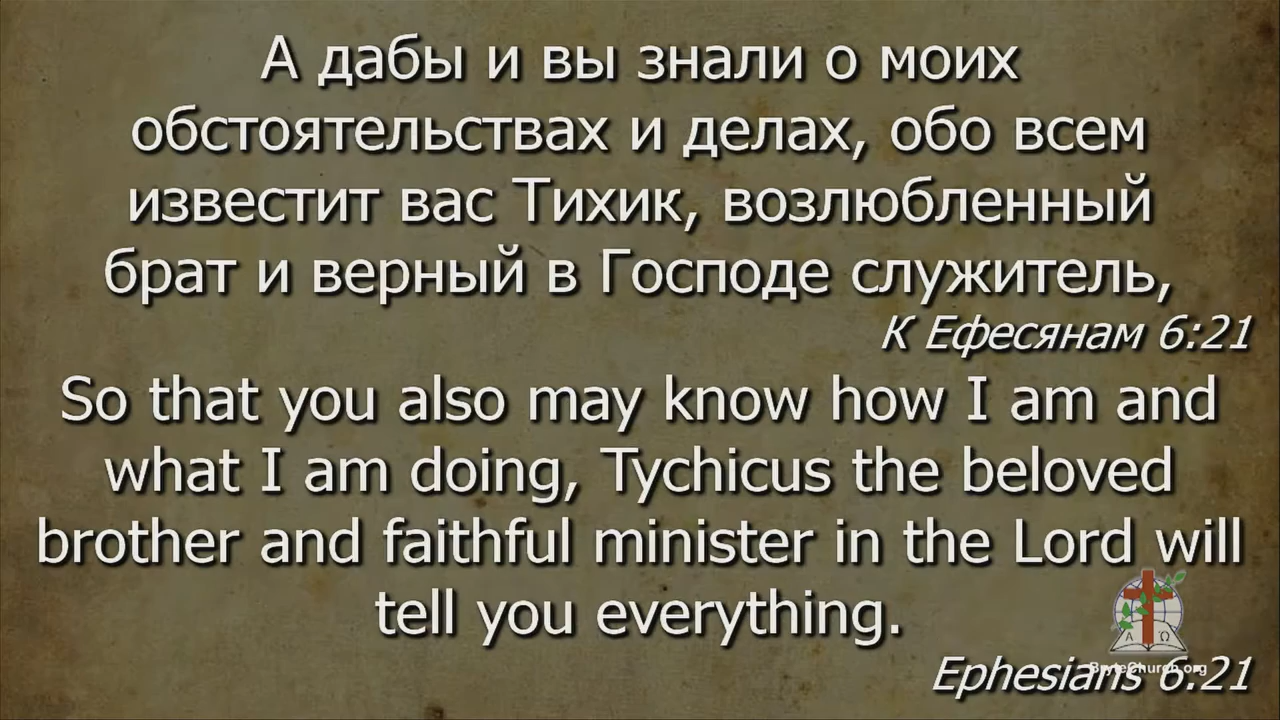 А дабы и вы знали о моих
обстоятельствах и делах, обо всем
известит вас Тихик, возлюбленный
брат и верный в Господе служитель,
К Ефесянам 6:21
So that you also may know how I am and
what I am doing, Tychicus the beloved
brother and faithful minister in the Lord will
tell you everything.
Α Ω
BryteChurch.org
Ephesians 6:21